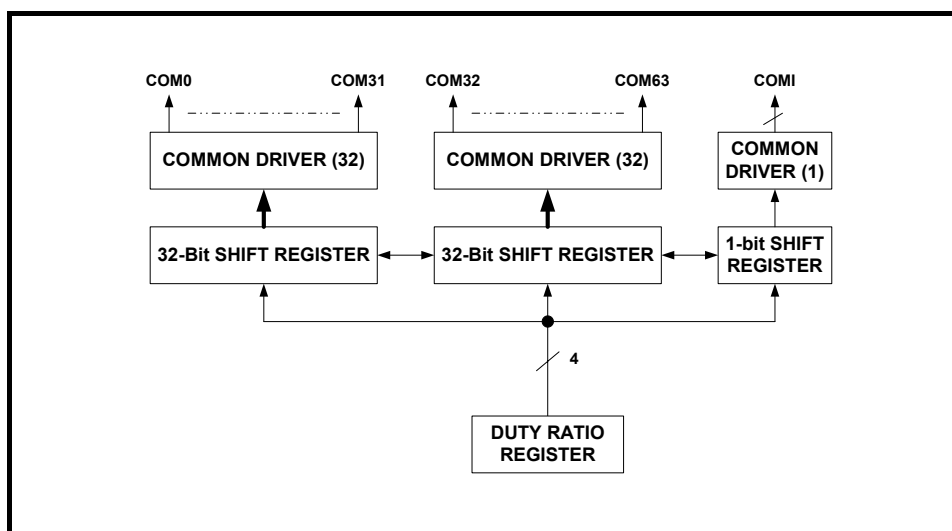 COM0
COM31
COM32
COM63
COMI
COMMON DRIVER (32)
COMMON DRIVER (32)
COMMON
DRIVER (1)
32-Bit SHIFT REGISTER
32-Bit SHIFT REGISTER
1-bit SHIFT
REGISTER
4
DUTY RATIO
REGISTER